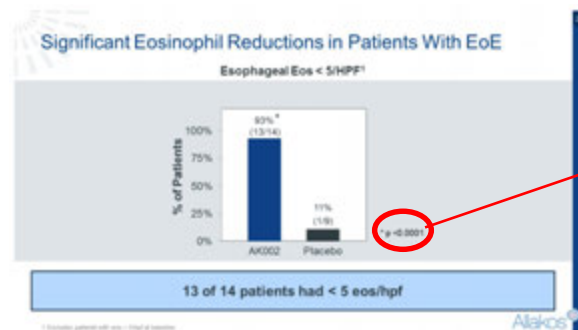 Significant Eosinophil Reductions in Patients With EoE
Esophageal Eos < 5/HPF¹
93%*
(13/14)
100%
75%
50%
25%
0%
% of Patients
11%
(1/9)
AK002 Placebo
* p <0.0001
13 of 14 patients had < 5 eos/hpf
Allakos